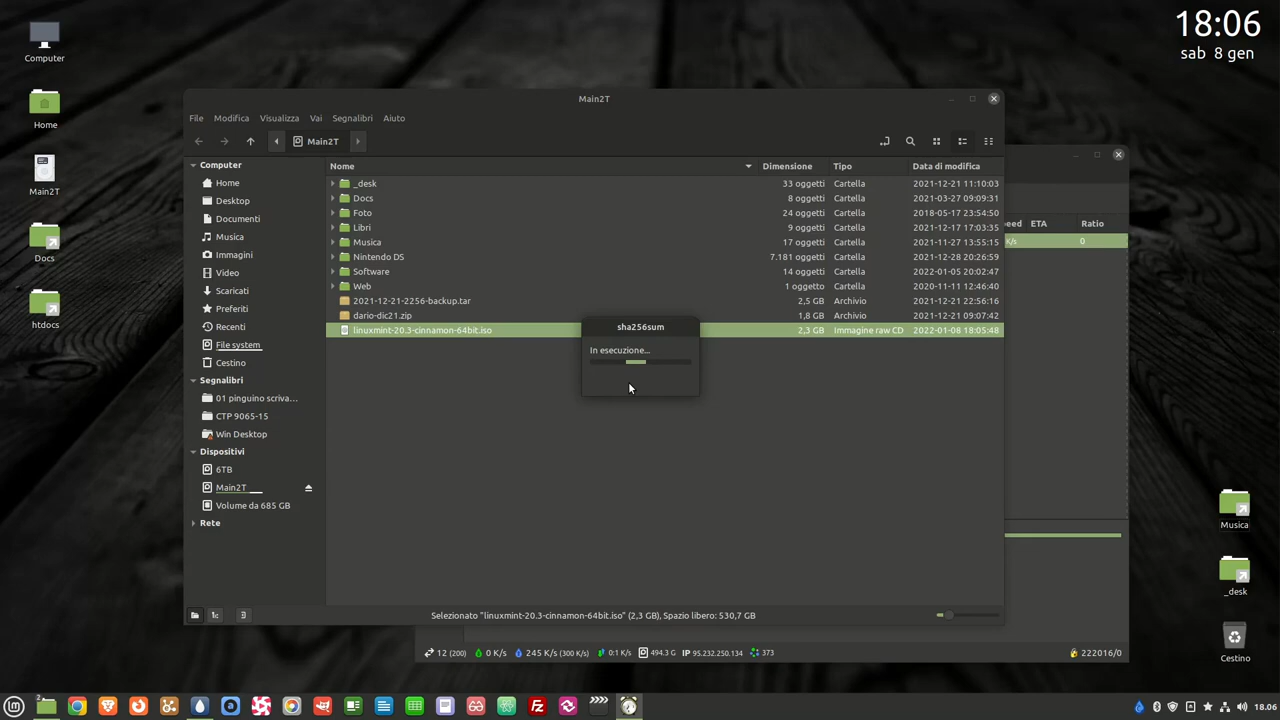 18:06
sab 8 gen
Computer
Home
Main2T
Docs
htdocs
Main2T
File Modifica Visualizza Vai Segnalibri Aiuto
Main2T
Computer
Home
Desktop
Documenti
Musica
Immagini
Video
Scaricati
Preferiti
Recenti
File system
Cestino
Segnalibri
01 pinguino scriva...
CTP 9065-15
Win Desktop
Dispositivi
6TB
Main2T
Volume da 685 GB
Rete
Nome Dimensione Tipo Data di modifica
_desk 33 oggetti Cartella 2021-12-21 11:10:03
Docs 8 oggetti Cartella 2021-03-27 09:09:31
Foto 24 oggetti Cartella 2018-05-17 23:54:50
Libri 9 oggetti Cartella 2021-12-17 17:03:35
Musica 17 oggetti Cartella 2021-11-27 13:55:15
Nintendo DS 7.181 oggetti Cartella 2021-12-28 20:26:59
Software 14 oggetti Cartella 2022-01-05 20:02:47
Web 1 oggetto Cartella 2020-11-11 12:46:40
2021-12-21-2256-backup.tar 2,5 GB Archivio 2021-12-21 22:56:16
dario-dic21.zip 1,8 GB Archivio 2021-12-21 09:07:42
linuxmint-20.3-cinnamon-64bit.iso 2,3 GB Immagine raw CD 2022-01-08 18:05:48
sha256sum
In esecuzione...
Selezionato "linuxmint-20.3-cinnamon-64bit.iso" (2,3 GB), Spazio libero: 530,7 GB
eed ETA Ratio
K/s 0
12 (200) 0 K/s 245 K/s (300 K/s) 0:1 K/s 494.3 G IP 95.232.250.134 373 222016/0
Musica
_desk
Cestino
2
18.06